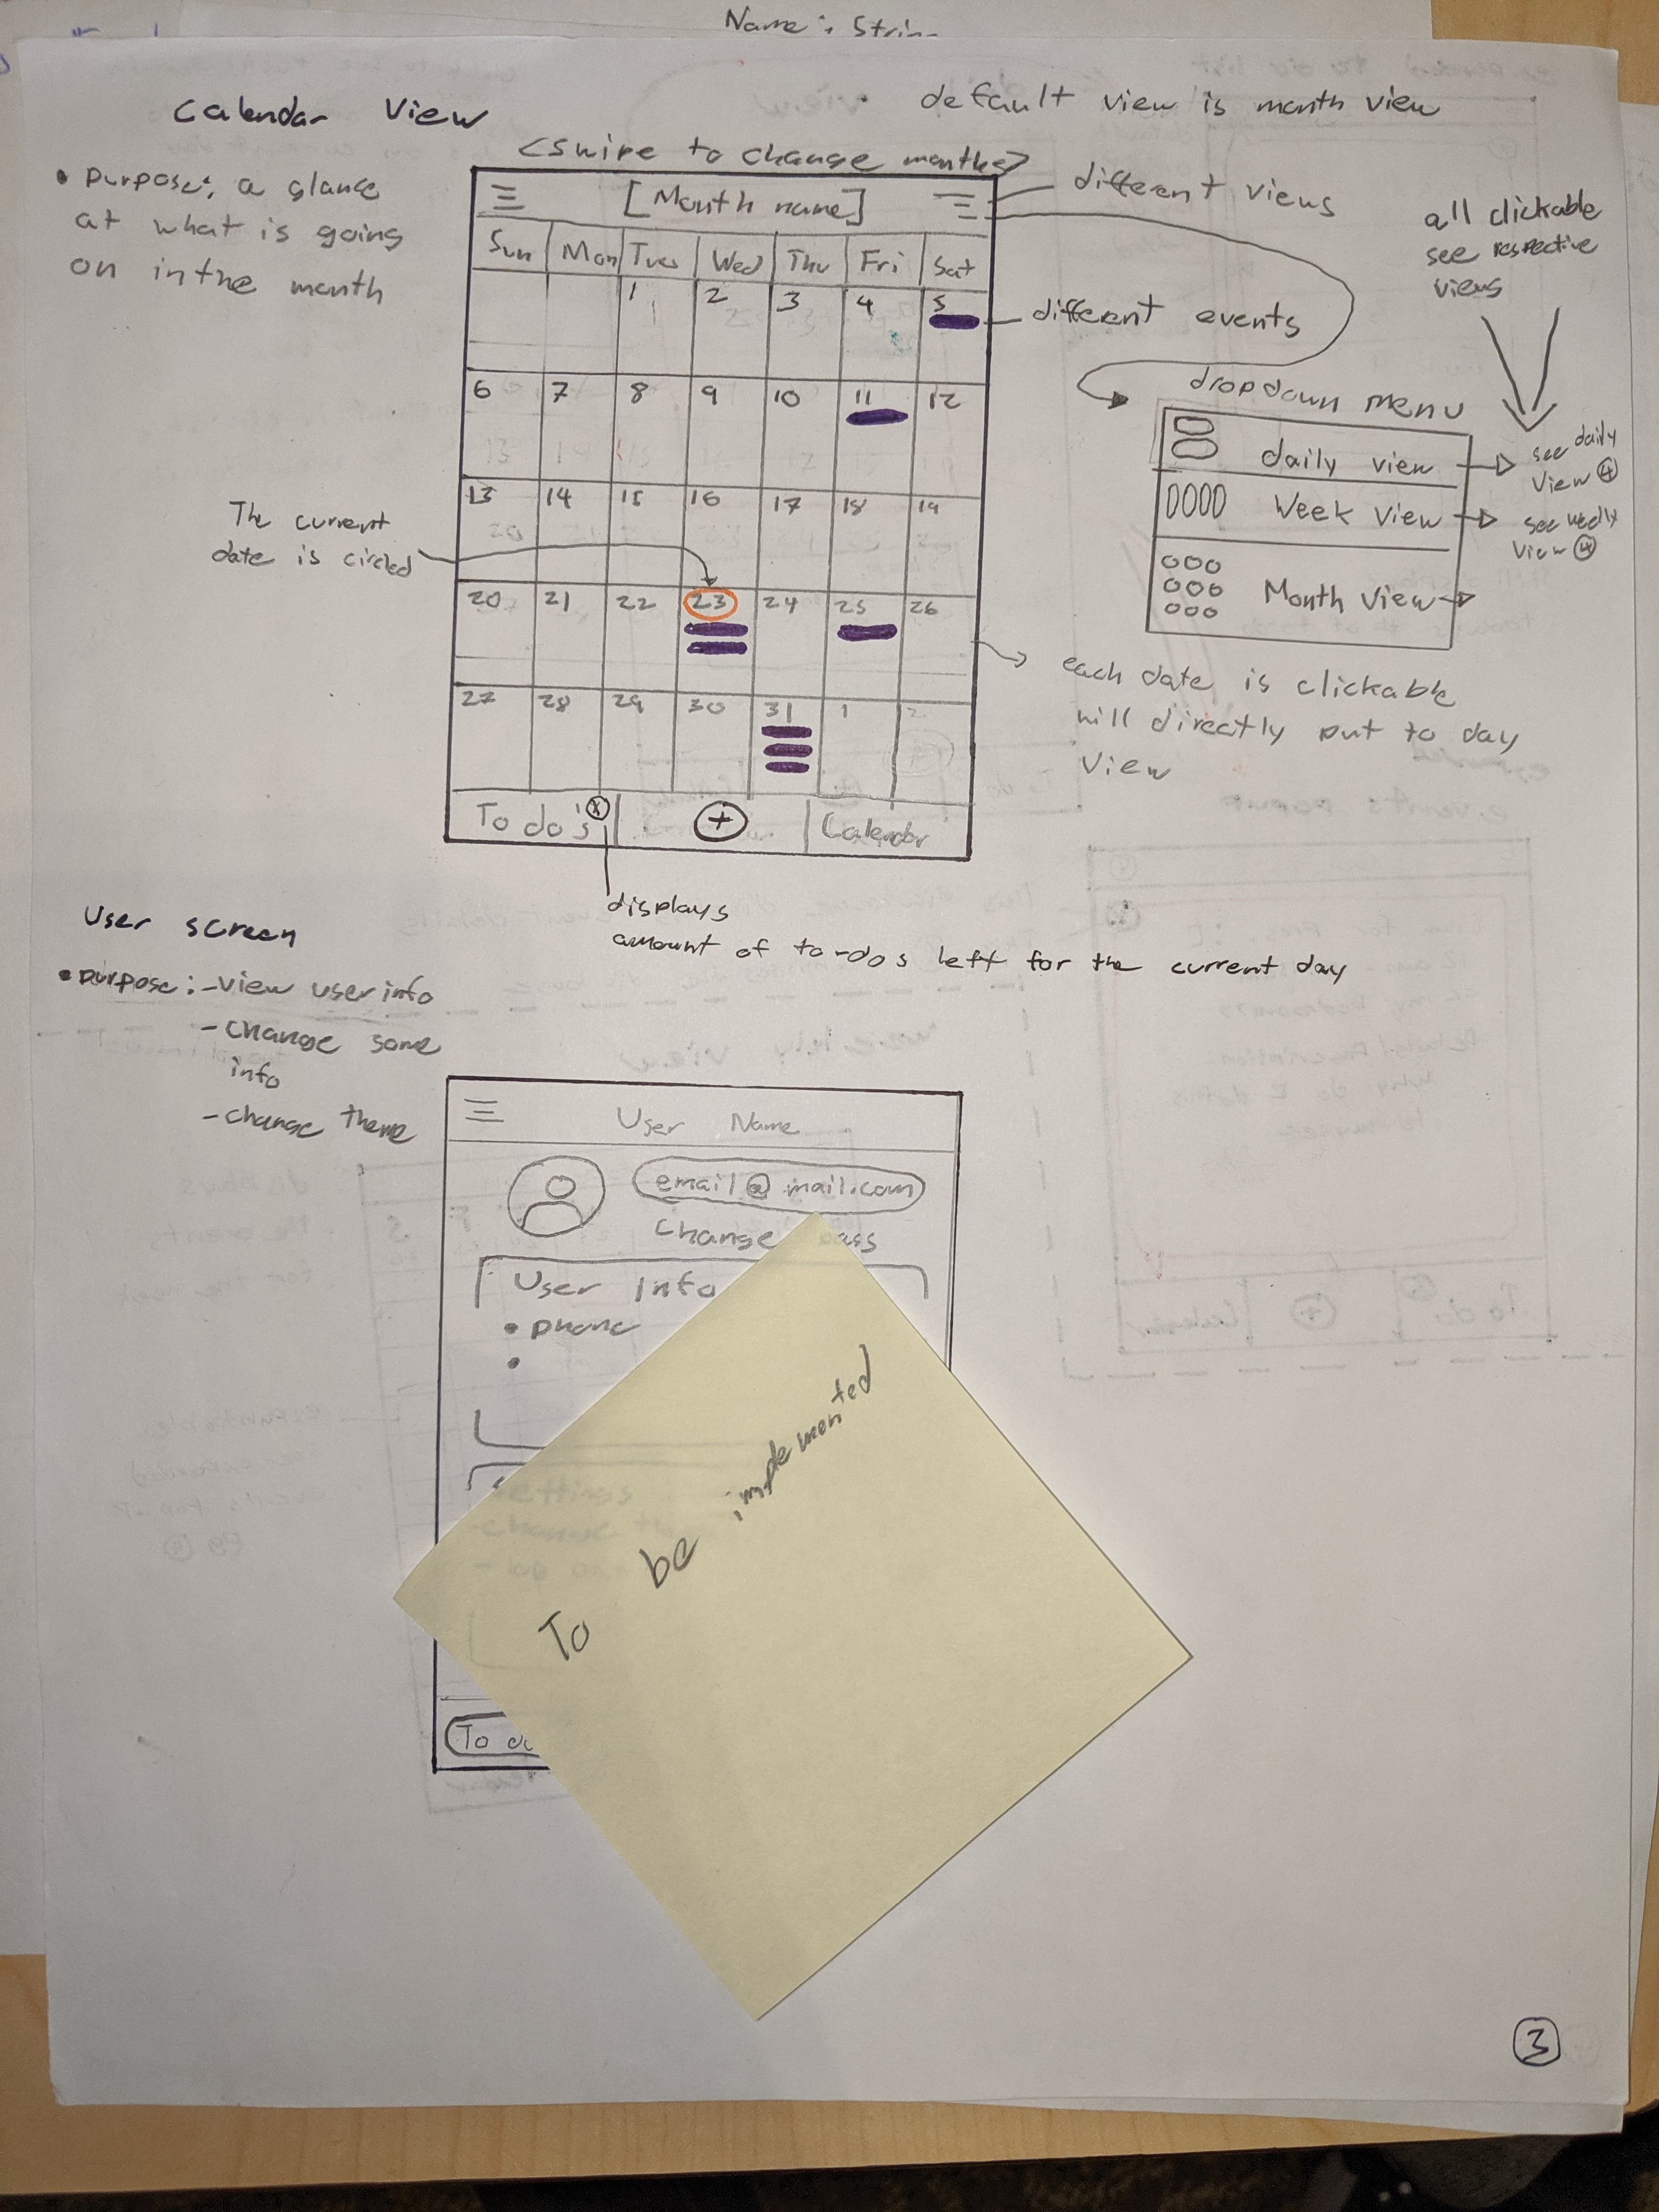 Name : Strin
Calendar View
default view is month view
<swipe to change months>
• purpose: a glance
at what is going
on in the month
[Month name]
different views
all clickable
see respective
views
Sun Mon Tues Wed Thu Fri Sat
1 2 3 4 5
different events
6 7 8 9 10 11 12
dropdown menu
daily view
see daily
view 4
Week View
see weekly
view 4
Month View
13 14 15 16 17 18 19
The current
date is circled
20 21 22 23 24 25 26
each date is clickable
will directly put to day
view
27 28 29 30 31 1 2
To do's x + Calendar
displays
amount of to-dos left for the current day
User screen
• purpose: - view user info
- change some
info
- change theme
User Name
email@mail.com
Change pass
User Info
• phone
•
To be implemented
Settings
- change
- log
To do
3